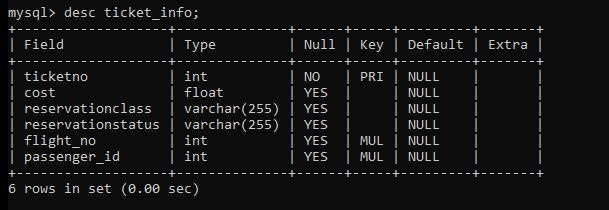 mysql> desc ticket_info;
+-------------------+--------------+------+-----+---------+-------+
| Field             | Type         | Null | Key | Default | Extra |
+-------------------+--------------+------+-----+---------+-------+
| ticketno          | int          | NO   | PRI | NULL    |       |
| cost              | float        | YES  |     | NULL    |       |
| reservationclass  | varchar(255) | YES  |     | NULL    |       |
| reservationstatus | varchar(255) | YES  |     | NULL    |       |
| flight_no         | int          | YES  | MUL | NULL    |       |
| passenger_id      | int          | YES  | MUL | NULL    |       |
+-------------------+--------------+------+-----+---------+-------+
6 rows in set (0.00 sec)